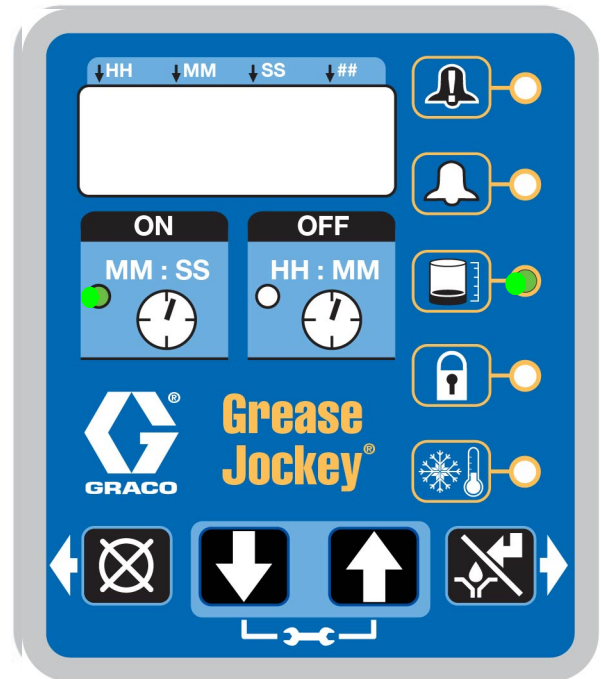 HH MM SS ##
ON OFF
MM : SS HH : MM
Grease
Jockey®
G®
GRACO